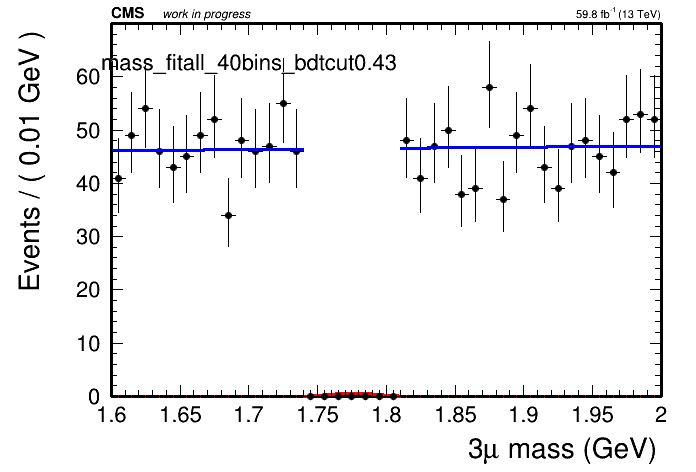 CMS work in progress 59.8 fb-1 (13 TeV)
mass_fitall_40bins_bdtcut0.43
Events / ( 0.01 GeV )
60
50
40
30
20
10
0
1.6 1.65 1.7 1.75 1.8 1.85 1.9 1.95 2
3μ mass (GeV)